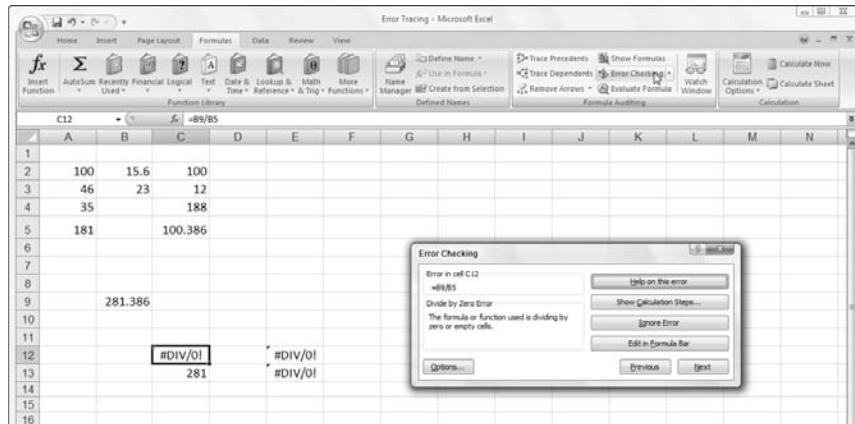 Error Tracing - Microsoft Excel
Home Insert Page Layout Formulas Data Review View
fx Insert Function
Σ AutoSum
Recently Used
Financial
Logical
Text
Date & Time
Lookup & Reference
Math & Trig
More Functions
Function Library
Name Manager
Define Name
Use in Formula
Create from Selection
Defined Names
Trace Precedents
Trace Dependents
Remove Arrows
Show Formulas
Error Checking
Evaluate Formula
Formula Auditing
Watch Window
Calculation Options
Calculate Now
Calculate Sheet
Calculation
C12 fx =B9/B5
A B C D E F G H I J K L M N
1
2 100 15.6 100
3 46 23 12
4 35 188
5 181 100.386
6
7
8
9 281.386
10
11
12 #DIV/0! #DIV/0!
13 281 #DIV/0!
14
15
16
Error Checking
Error in cell C12
=B9/B5
Divide by Zero Error
The formula or function used is dividing by
zero or empty cells.
Help on this error
Show Calculation Steps...
Ignore Error
Edit in Formula Bar
Options...
Previous Next